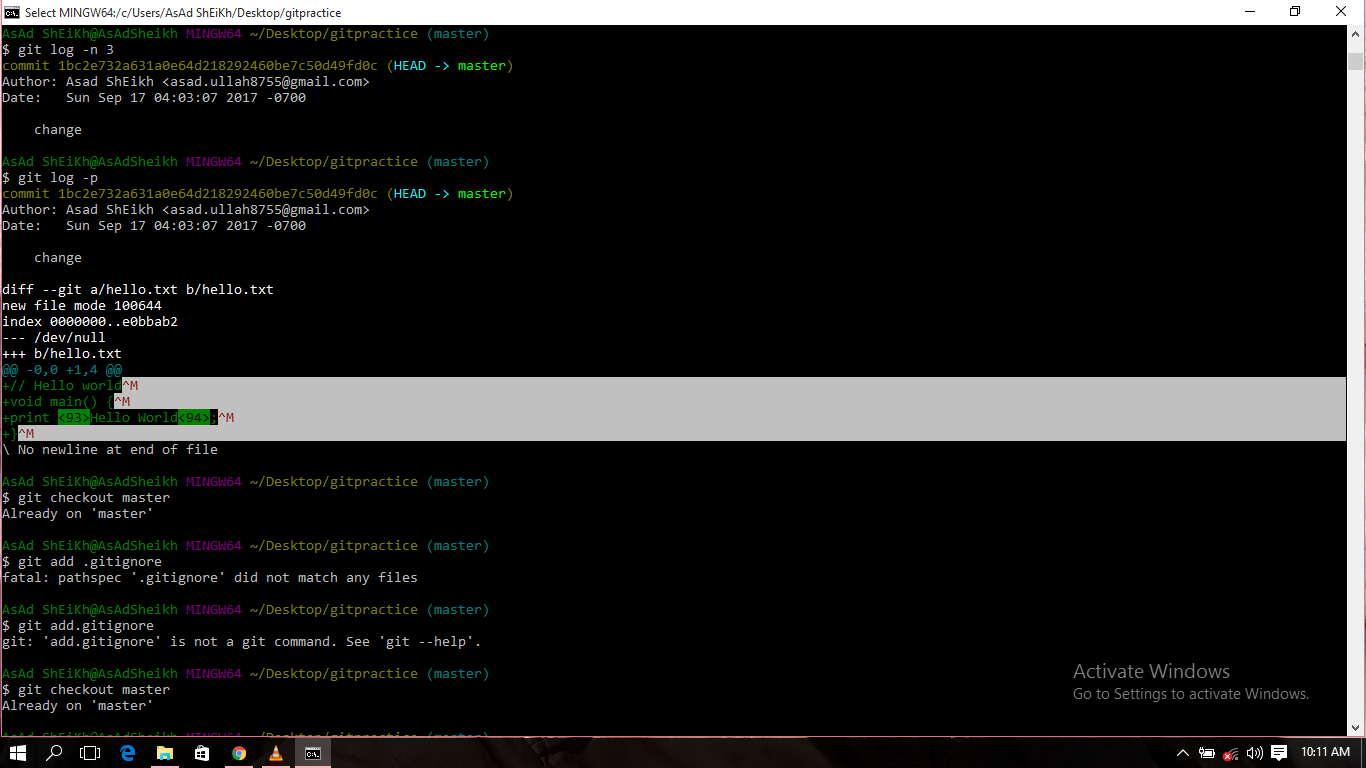 Select MINGW64:/c/Users/AsAd ShEiKh/Desktop/gitpractice
AsAd ShEiKh@AsAdSheikh MINGW64 ~/Desktop/gitpractice (master)
$ git log -n 3
commit 1bc2e732a631a0e64d218292460be7c50d49fd0c (HEAD -> master)
Author: Asad ShEikh <asad.ullah8755@gmail.com>
Date:   Sun Sep 17 04:03:07 2017 -0700
    change
AsAd ShEiKh@AsAdSheikh MINGW64 ~/Desktop/gitpractice (master)
$ git log -p
commit 1bc2e732a631a0e64d218292460be7c50d49fd0c (HEAD -> master)
Author: Asad ShEikh <asad.ullah8755@gmail.com>
Date:   Sun Sep 17 04:03:07 2017 -0700
    change
diff --git a/hello.txt b/hello.txt
new file mode 100644
index 0000000..e0bbab2
--- /dev/null
+++ b/hello.txt
@@ -0,0 +1,4 @@
+// Hello world^M
+void main() {^M
+print <93>Hello World<94>;^M
+}^M
\ No newline at end of file
AsAd ShEiKh@AsAdSheikh MINGW64 ~/Desktop/gitpractice (master)
$ git checkout master
Already on 'master'
AsAd ShEiKh@AsAdSheikh MINGW64 ~/Desktop/gitpractice (master)
$ git add .gitignore
fatal: pathspec '.gitignore' did not match any files
AsAd ShEiKh@AsAdSheikh MINGW64 ~/Desktop/gitpractice (master)
$ git add.gitignore
git: 'add.gitignore' is not a git command. See 'git --help'.
AsAd ShEiKh@AsAdSheikh MINGW64 ~/Desktop/gitpractice (master)
$ git checkout master
Already on 'master'
Activate Windows
Go to Settings to activate Windows.
10:11 AM